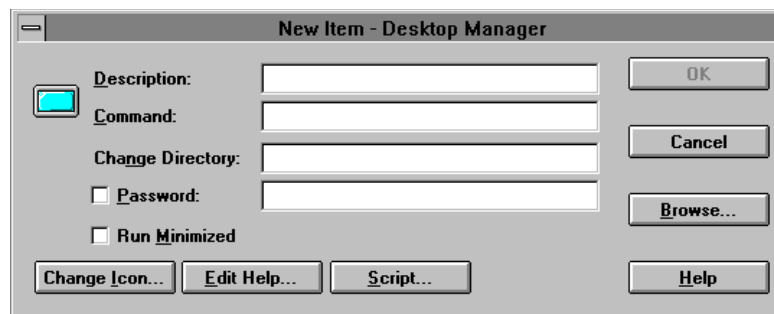 New Item - Desktop Manager
Description:
OK
Command:
Cancel
Change Directory:
Password:
Browse...
Run Minimized
Change Icon...
Edit Help...
Script...
Help